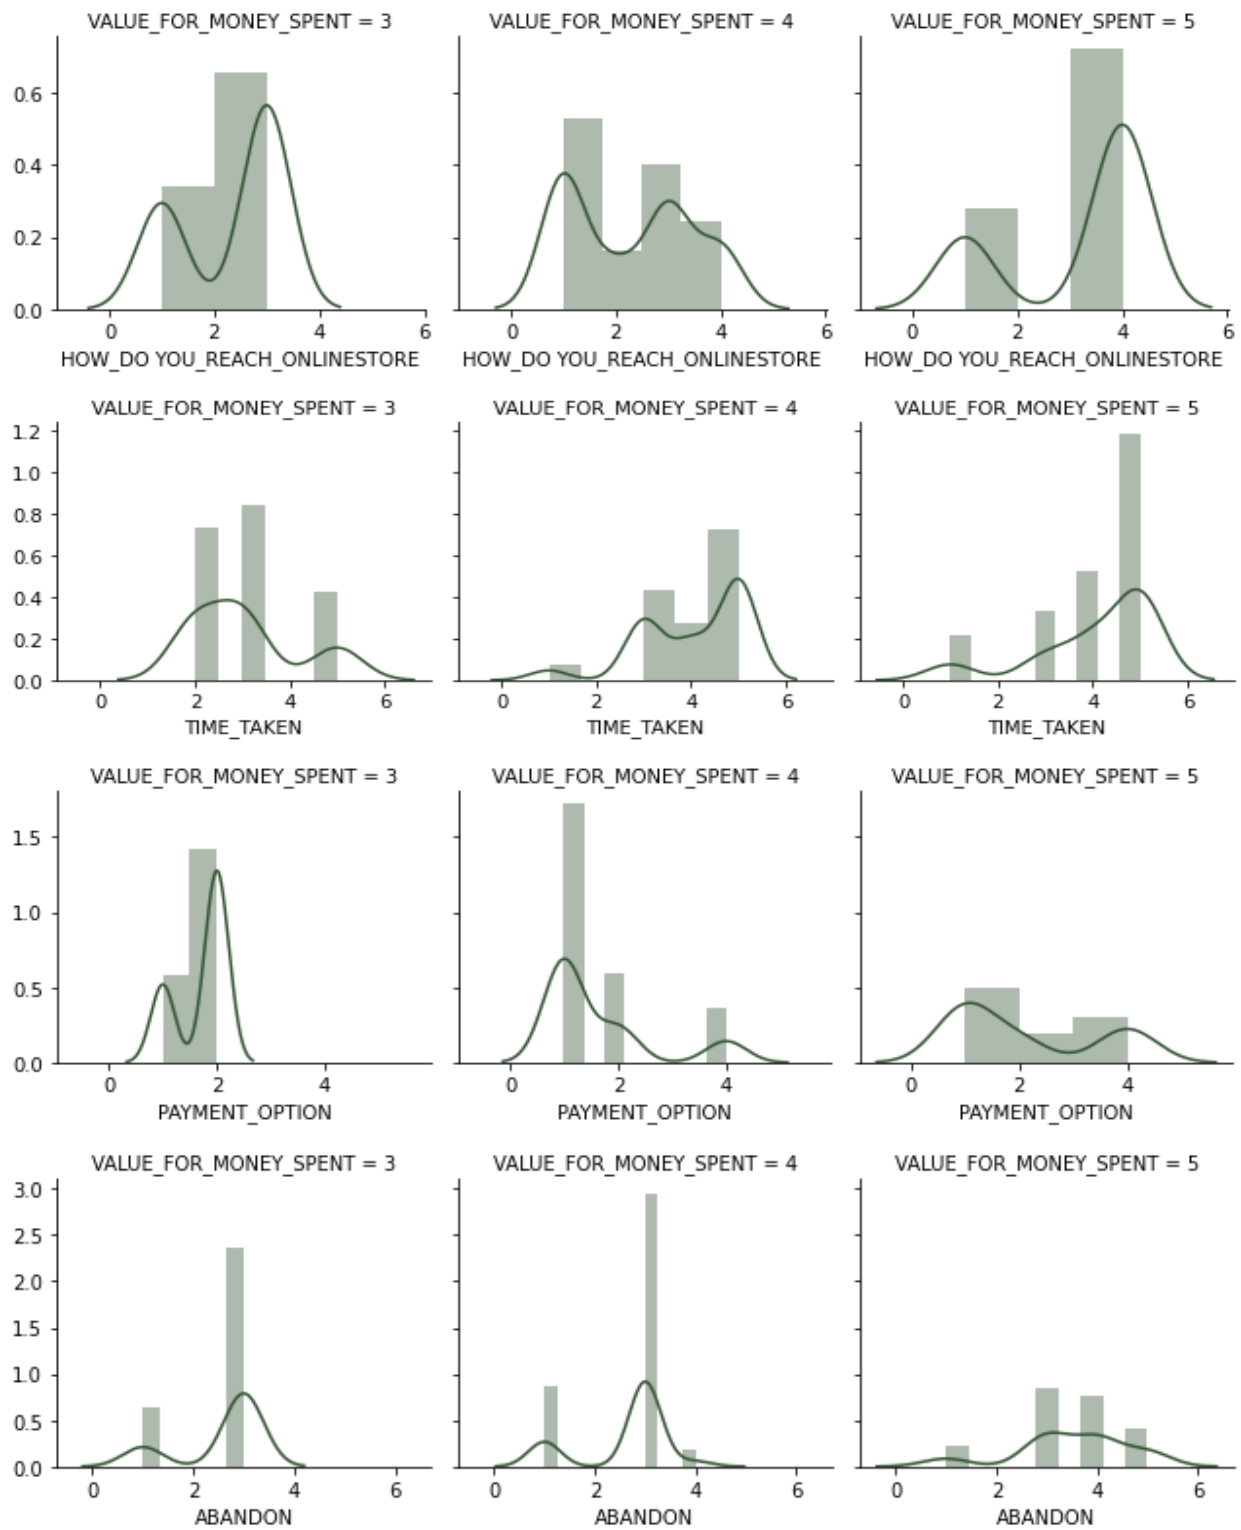 VALUE_FOR_MONEY_SPENT = 3 VALUE_FOR_MONEY_SPENT = 4 VALUE_FOR_MONEY_SPENT = 5
0.6
0.4
0.2
0.0
0 2 4 6 0 2 4 6 0 2 4 6
HOW_DO YOU_REACH_ONLINESTORE HOW_DO YOU_REACH_ONLINESTORE HOW_DO YOU_REACH_ONLINESTORE
VALUE_FOR_MONEY_SPENT = 3 VALUE_FOR_MONEY_SPENT = 4 VALUE_FOR_MONEY_SPENT = 5
1.2
1.0
0.8
0.6
0.4
0.2
0.0
0 2 4 6 0 2 4 6 0 2 4 6
TIME_TAKEN TIME_TAKEN TIME_TAKEN
VALUE_FOR_MONEY_SPENT = 3 VALUE_FOR_MONEY_SPENT = 4 VALUE_FOR_MONEY_SPENT = 5
1.5
1.0
0.5
0.0
0 2 4 0 2 4 0 2 4
PAYMENT_OPTION PAYMENT_OPTION PAYMENT_OPTION
VALUE_FOR_MONEY_SPENT = 3 VALUE_FOR_MONEY_SPENT = 4 VALUE_FOR_MONEY_SPENT = 5
3.0
2.5
2.0
1.5
1.0
0.5
0.0
0 2 4 6 0 2 4 6 0 2 4 6
ABANDON ABANDON ABANDON